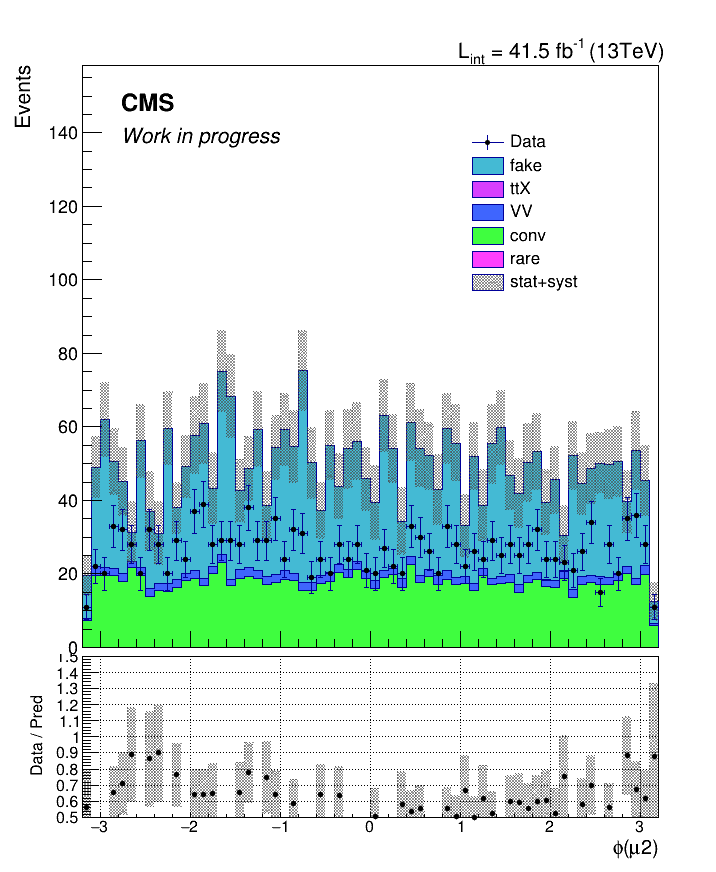 L_int = 41.5 fb^-1 (13TeV)
Events
CMS
Work in progress
Data
fake
ttX
VV
conv
rare
stat+syst
140
120
100
80
60
40
20
0
Data / Pred
1.5
1.4
1.3
1.2
1.1
1
0.9
0.8
0.7
0.6
0.5
−3 −2 −1 0 1 2 3
ϕ(μ2)